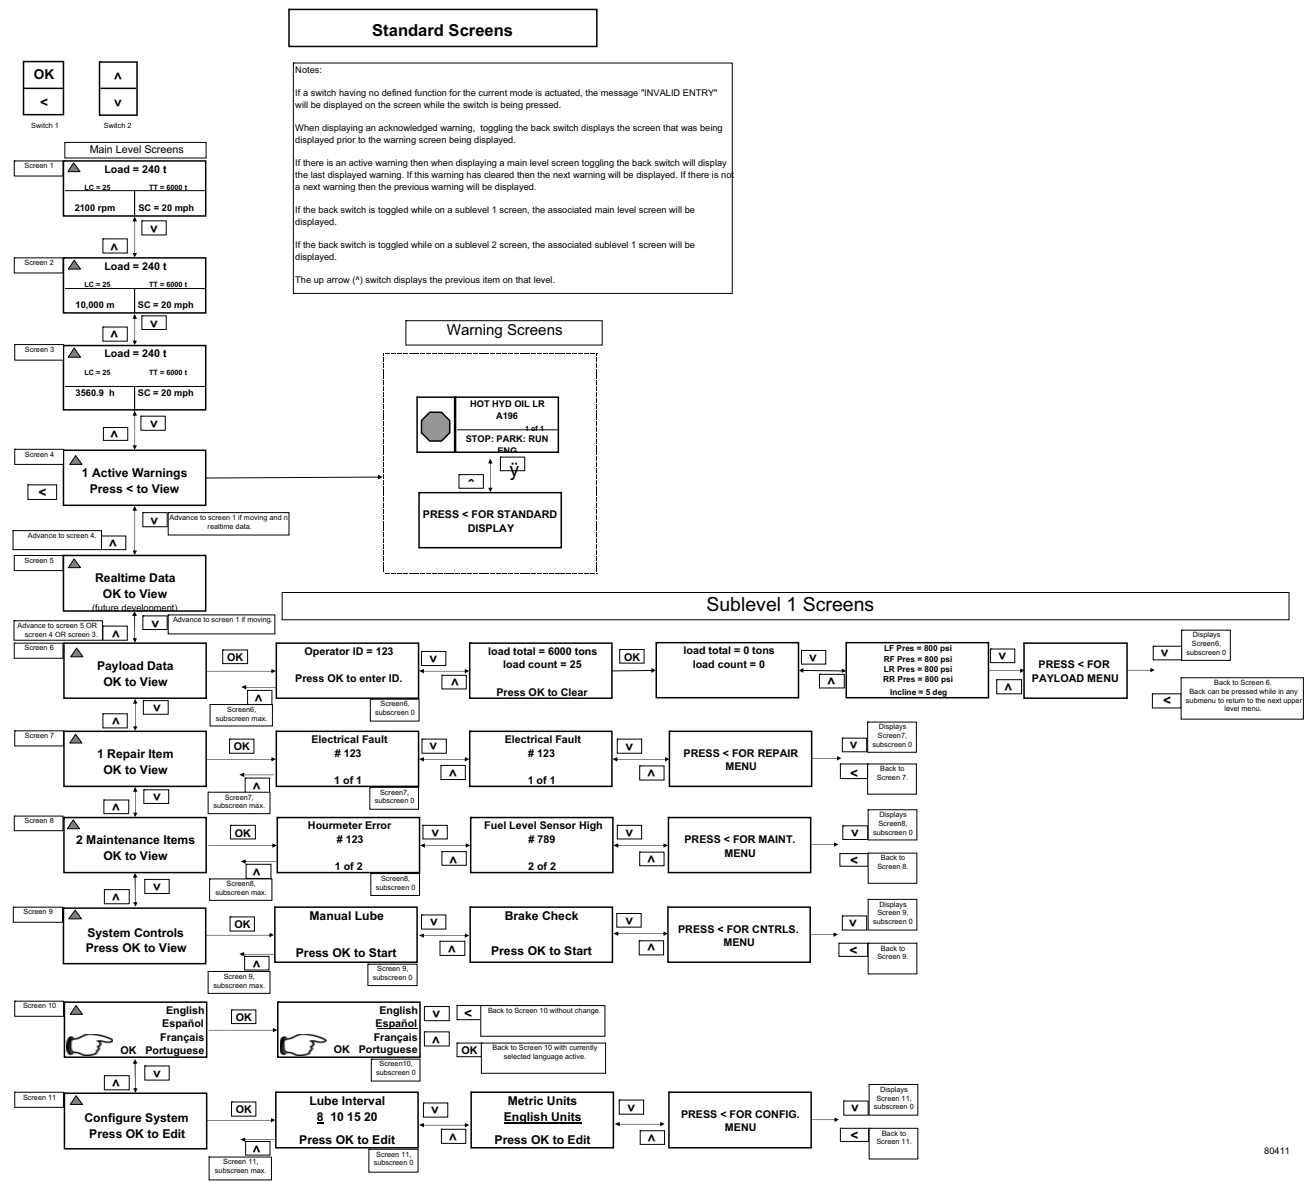 Standard Screens
OK
<
Switch 1
^
v
Switch 2
Notes:
If a switch having no defined function for the current mode is actuated, the message "INVALID ENTRY"
will be displayed on the screen while the switch is being pressed.
When displaying an acknowledged warning, toggling the back switch displays the screen that was being
displayed prior to the warning screen being displayed.
If there is an active warning then when displaying a main level screen toggling the back switch will display
the last displayed warning. If this warning has cleared then the next warning will be displayed. If there is not
a next warning then the previous warning will be displayed.
If the back switch is toggled while on a sublevel 1 screen, the associated main level screen will be
displayed.
If the back switch is toggled while on a sublevel 2 screen, the associated sublevel 1 screen will be
displayed.
The up arrow (^) switch displays the previous item on that level.
Main Level Screens
Screen 1
Load = 240 t
LC = 25 TT = 6000 t
2100 rpm SC = 20 mph
v
^
Screen 2
Load = 240 t
LC = 25 TT = 6000 t
10,000 m SC = 20 mph
v
^
Screen 3
Load = 240 t
LC = 25 TT = 6000 t
3560.9 h SC = 20 mph
v
^
Screen 4
1 Active Warnings
Press < to View
<
v
Advance to screen 1 if moving and n
realtime data.
Advance to screen 4.
^
Warning Screens
HOT HYD OIL LR
A196
1 of 1
STOP: PARK: RUN
ENG
ÿ
^
PRESS < FOR STANDARD
DISPLAY
Screen 5
Realtime Data
OK to View
(future development)
v
Advance to screen 1 if moving.
Advance to screen 5 OR
screen 4 OR screen 3.
^
Sublevel 1 Screens
Screen 6
Payload Data
OK to View
OK
^
Screen6,
subscreen max.
Operator ID = 123
Press OK to enter ID.
Screen6,
subscreen 0
v
^
load total = 6000 tons
load count = 25
Press OK to Clear
OK
load total = 0 tons
load count = 0
v
^
LF Pres = 800 psi
RF Pres = 800 psi
LR Pres = 800 psi
RR Pres = 800 psi
Incline = 5 deg
v
^
PRESS < FOR
PAYLOAD MENU
v
Displays
Screen6,
subscreen 0
<
Back to Screen 6.
Back can be pressed while in any
submenu to return to the next upper
level menu.
v
^
Screen 7
1 Repair Item
OK to View
OK
^
Screen7,
subscreen max.
Electrical Fault
# 123
1 of 1
Screen7,
subscreen 0
v
^
Electrical Fault
# 123
1 of 1
v
^
PRESS < FOR REPAIR
MENU
v
Displays
Screen7,
subscreen 0
<
Back to
Screen 7.
v
^
Screen 8
2 Maintenance Items
OK to View
OK
^
Screen8,
subscreen max.
Hourmeter Error
# 123
1 of 2
Screen8,
subscreen 0
v
^
Fuel Level Sensor High
# 789
2 of 2
v
^
PRESS < FOR MAINT.
MENU
v
Displays
Screen8,
subscreen 0
<
Back to
Screen 8.
v
^
Screen 9
System Controls
Press OK to View
OK
^
Screen 9,
subscreen max.
Manual Lube
Press OK to Start
Screen 9,
subscreen 0
v
^
Brake Check
Press OK to Start
v
^
PRESS < FOR CNTRLS.
MENU
v
Displays
Screen 9,
subscreen 0
<
Back to
Screen 9.
Screen 10
English
Español
Français
OK Portuguese
OK
English
Español
Français
OK Portuguese
Screen10,
subscreen 0
v
^
<
Back to Screen 10 without change.
OK
Back to Screen 10 with currently
selected language active.
v
^
Screen 11
Configure System
Press OK to Edit
OK
^
Screen 11,
subscreen max.
Lube Interval
8 10 15 20
Press OK to Edit
Screen 11,
subscreen 0
v
^
Metric Units
English Units
Press OK to Edit
v
^
PRESS < FOR CONFIG.
MENU
v
Displays
Screen 11,
subscreen 0
<
Back to
Screen 11.
80411